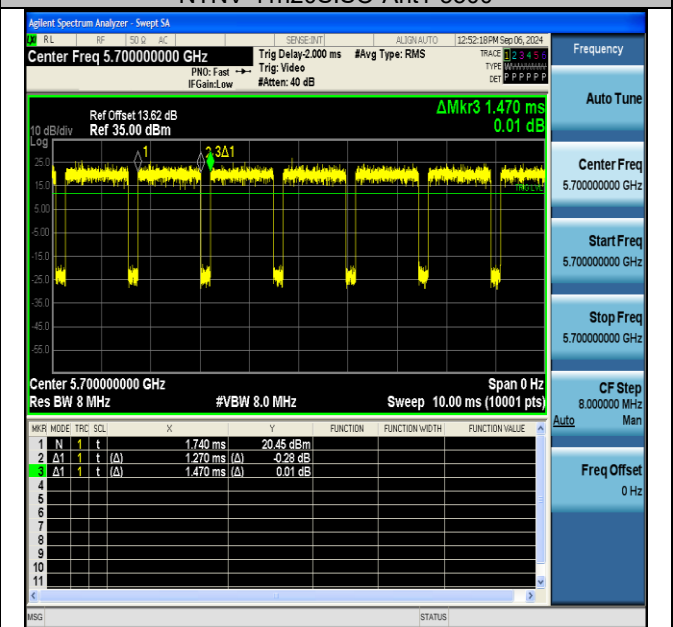 Agilent Spectrum Analyzer - Swept SA
RL RF 50 Ω AC SENSE:INT ALIGN AUTO 12:52:18 PM Sep 06, 2024
Center Freq 5.700000000 GHz Trig Delay-2.000 ms #Avg Type: RMS TRACE 1 2 3 4 5 6
PNO: Fast Trig: Video TYPE
IFGain:Low #Atten: 40 dB DET P P P P P P
Frequency
ΔMkr3 1.470 ms
0.01 dB
Ref Offset 13.62 dB
10 dB/div Ref 35.00 dBm
Log
1 3Δ1
25.0
15.0
TRIG LVL
5.00
-5.00
-15.0
-25.0
-35.0
-45.0
-55.0
Center 5.700000000 GHz Span 0 Hz
Res BW 8 MHz #VBW 8.0 MHz Sweep 10.00 ms (10001 pts)
MKR MODE TRC SCL X Y FUNCTION FUNCTION WIDTH FUNCTION VALUE
1 N 1 t 1.740 ms 20.45 dBm
2 Δ1 1 t (Δ) 1.270 ms (Δ) -0.28 dB
3 Δ1 1 t (Δ) 1.470 ms (Δ) 0.01 dB
4
5
6
7
8
9
10
11
MSG STATUS
Auto Tune
Center Freq
5.700000000 GHz
Start Freq
5.700000000 GHz
Stop Freq
5.700000000 GHz
CF Step
8.000000 MHz
Auto Man
Freq Offset
0 Hz